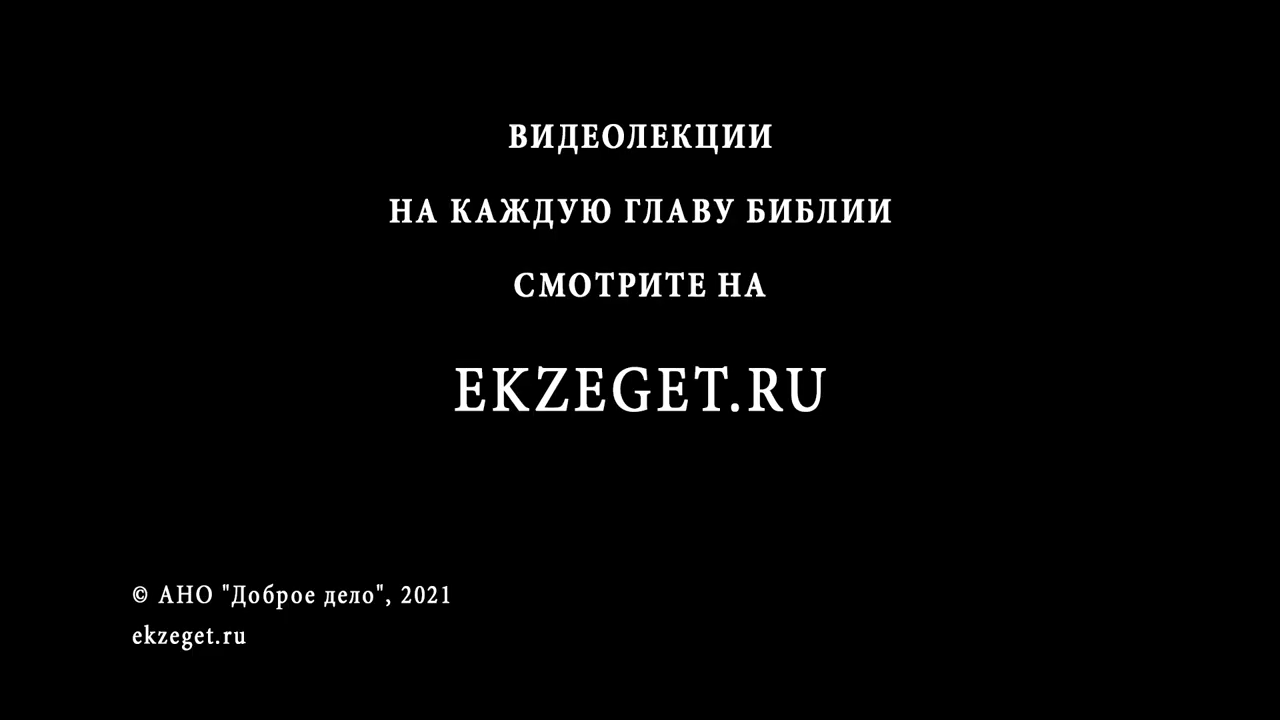 ВИДЕОЛЕКЦИИ
НА КАЖДУЮ ГЛАВУ БИБЛИИ
СМОТРИТЕ НА
EKZEGET.RU
© АНО "Доброе дело", 2021
ekzeget.ru